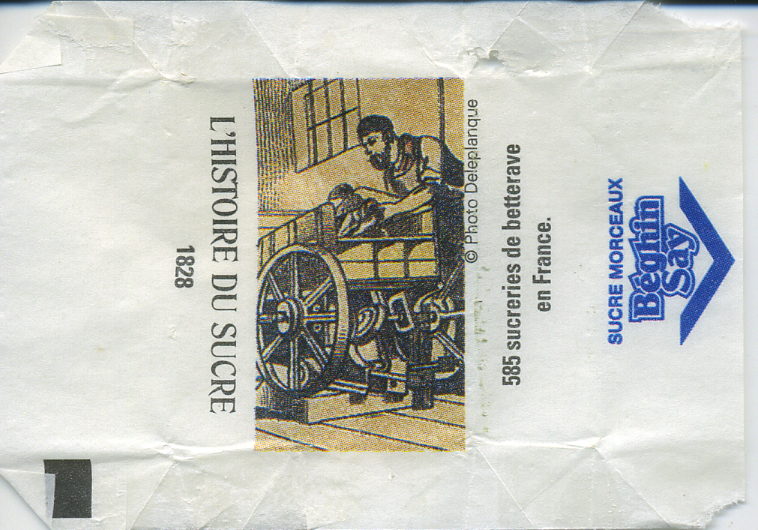 L'HISTOIRE DU SUCRE
1828
© Photo Deleplanque
585 sucreries de betterave
en France.
SUCRE MORCEAUX
Béghin
Say